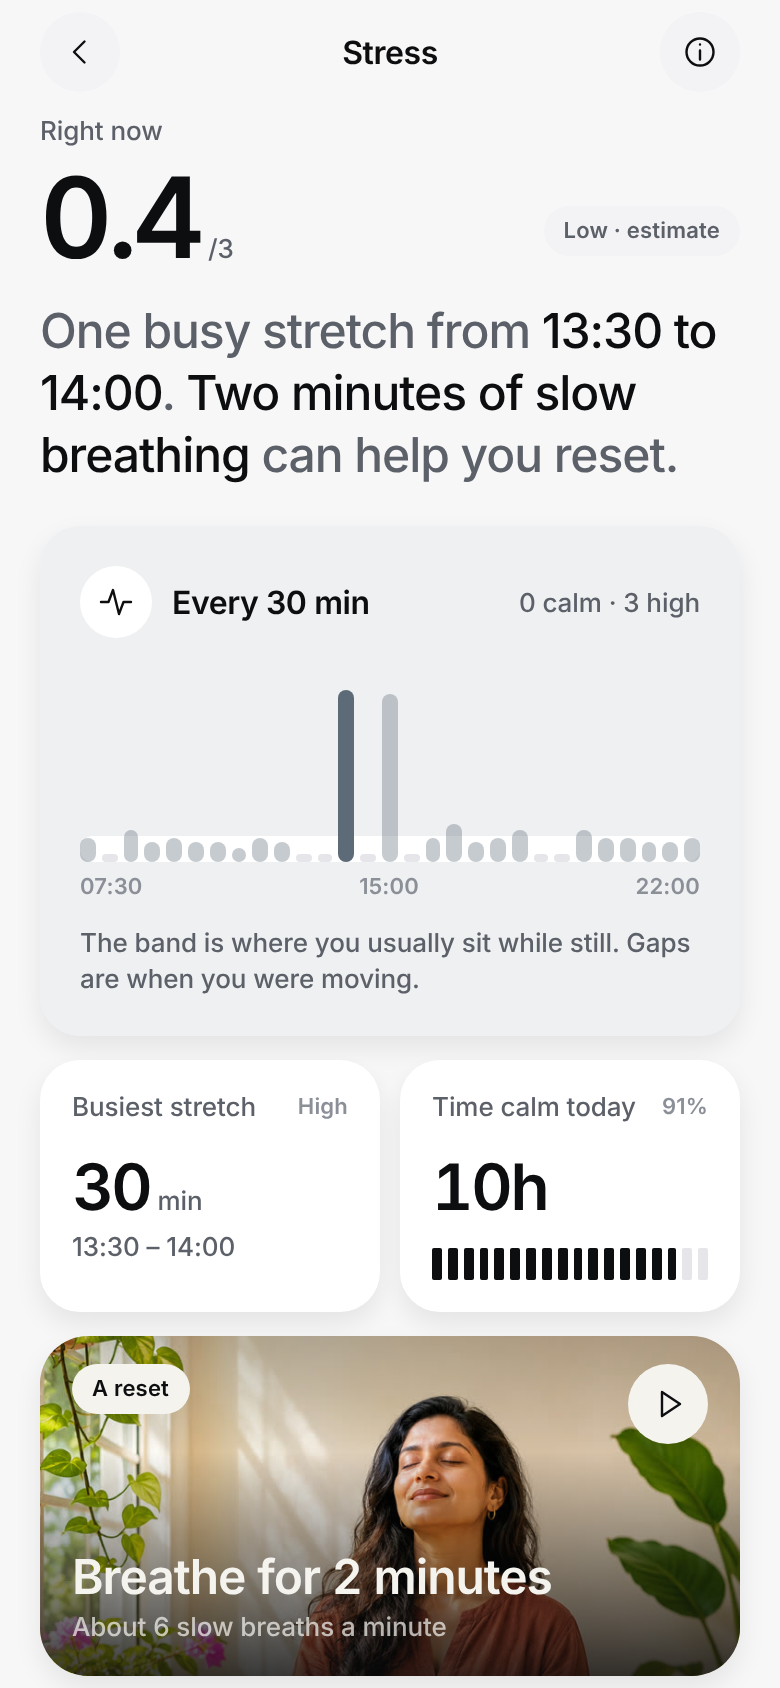 Stress
Right now
0.4 /3
Low · estimate
One busy stretch from 13:30 to
14:00. Two minutes of slow
breathing can help you reset.
Every 30 min
0 calm · 3 high
07:30 15:00 22:00
The band is where you usually sit while still. Gaps
are when you were moving.
Busiest stretch High
30 min
13:30 – 14:00
Time calm today 91%
10h
A reset
Breathe for 2 minutes
About 6 slow breaths a minute